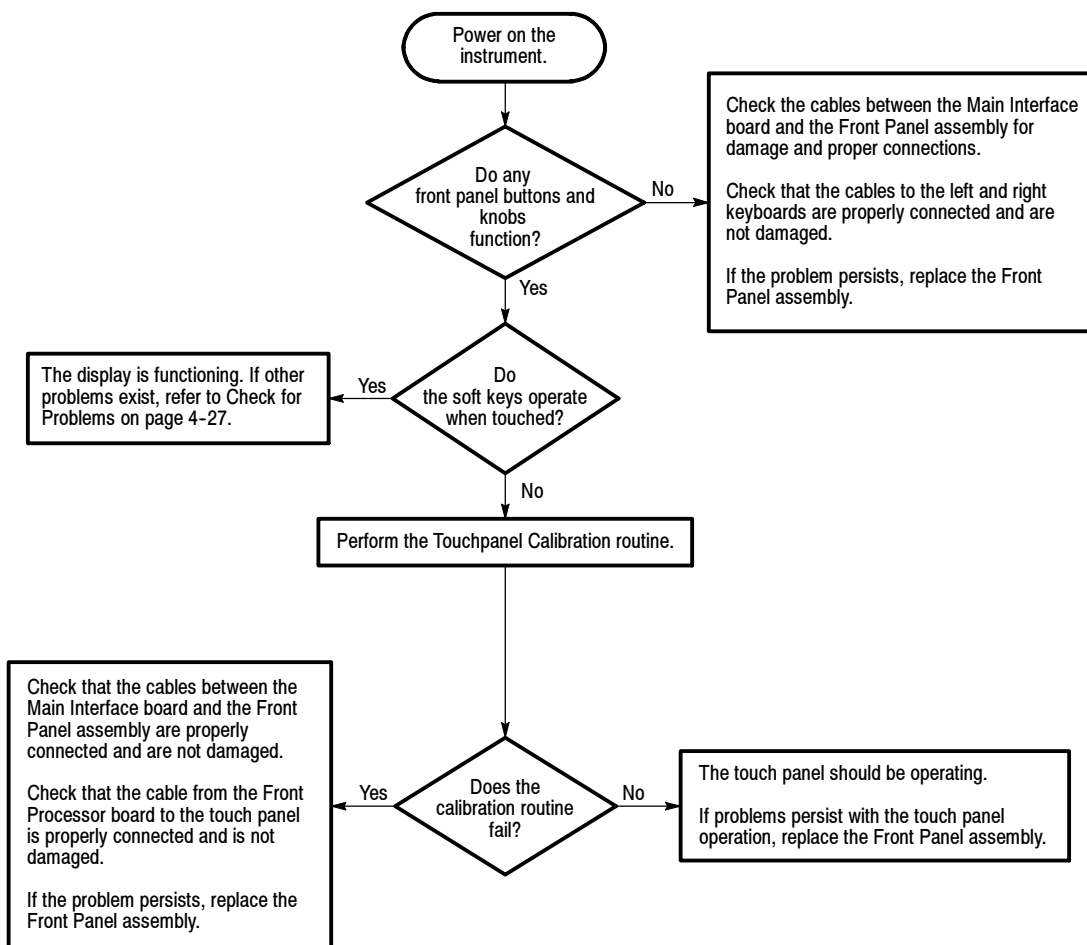 Power on the
instrument.
Check the cables between the Main Interface
board and the Front Panel assembly for
damage and proper connections.
Check that the cables to the left and right
keyboards are properly connected and are
not damaged.
If the problem persists, replace the Front
Panel assembly.
Do any
front panel buttons and
knobs
function?
No
Yes
The display is functioning. If other
problems exist, refer to Check for
Problems on page 4-27.
Yes
Do
the soft keys operate
when touched?
No
Perform the Touchpanel Calibration routine.
Check that the cables between the
Main Interface board and the Front
Panel assembly are properly
connected and are not damaged.
Check that the cable from the Front
Processor board to the touch panel
is properly connected and is not
damaged.
If the problem persists, replace the
Front Panel assembly.
Yes
Does the
calibration routine
fail?
No
The touch panel should be operating.
If problems persist with the touch panel
operation, replace the Front Panel assembly.